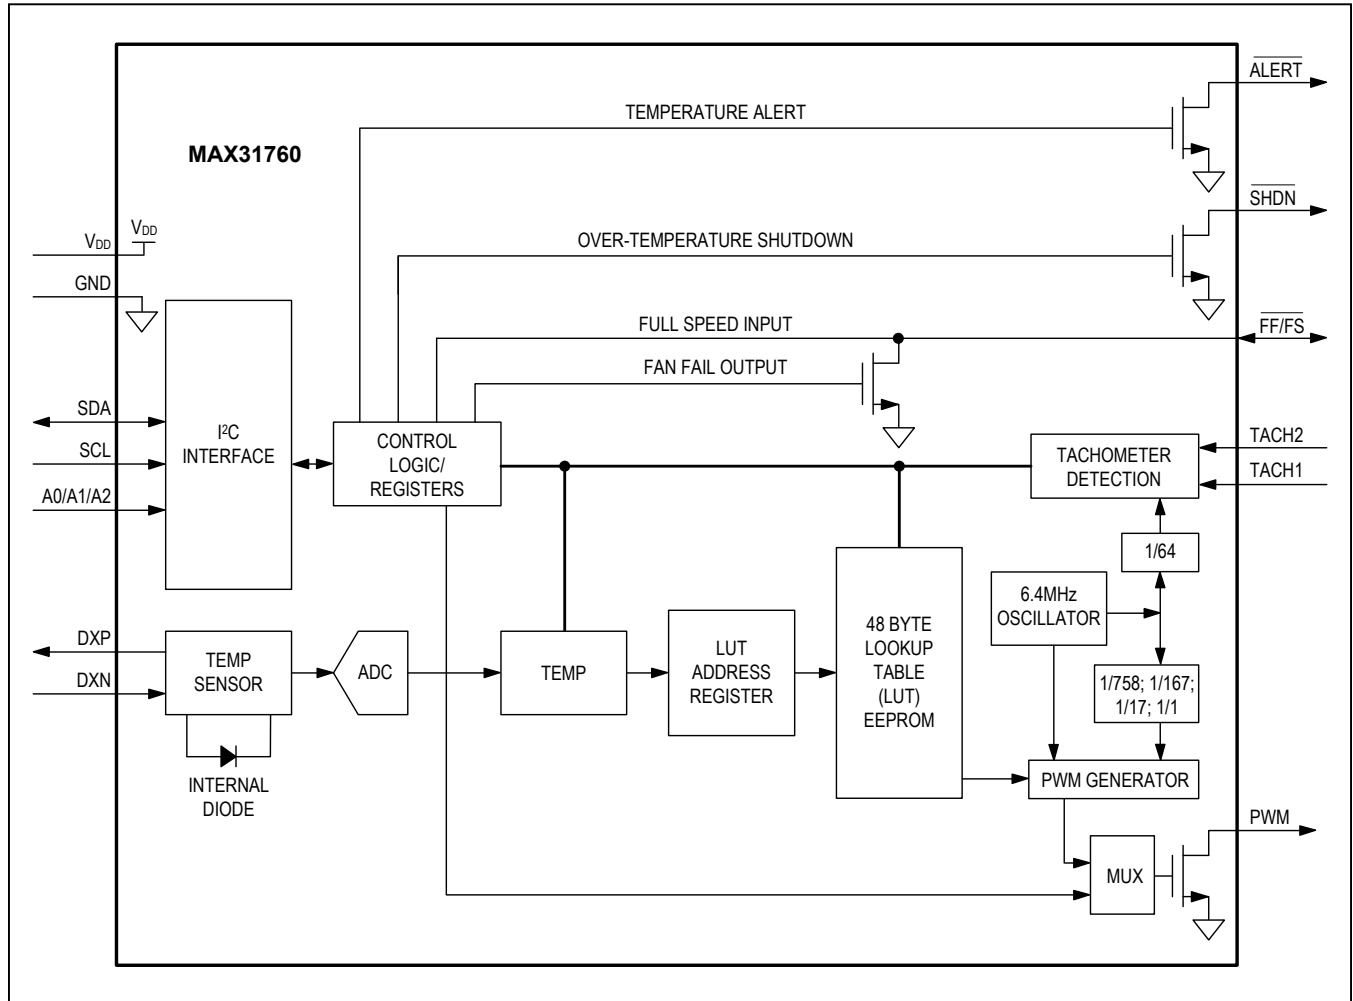 ALERT
TEMPERATURE ALERT
MAX31760
SHDN
VDD
VDD
OVER-TEMPERATURE SHUTDOWN
GND
FULL SPEED INPUT
FF/FS
FAN FAIL OUTPUT
SDA
SCL
A0/A1/A2
I²C
INTERFACE
CONTROL
LOGIC/
REGISTERS
TACHOMETER
DETECTION
TACH2
TACH1
1/64
6.4MHz
OSCILLATOR
DXP
DXN
TEMP
SENSOR
ADC
TEMP
LUT
ADDRESS
REGISTER
48 BYTE
LOOKUP
TABLE
(LUT)
EEPROM
1/758; 1/167;
1/17; 1/1
INTERNAL
DIODE
PWM GENERATOR
PWM
MUX